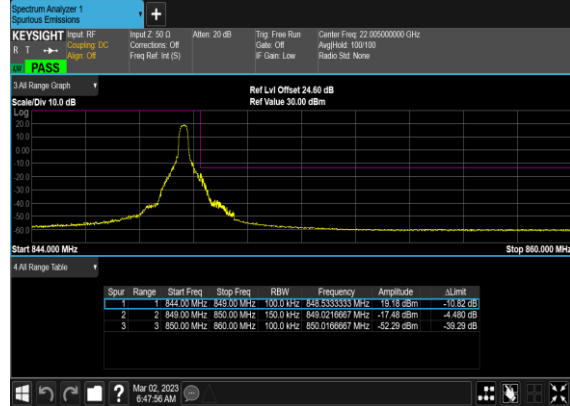 Spectrum Analyzer 1
Spurious Emissions
KEYSIGHT Input: RF Input Z: 50 Ω Atten: 20 dB Trig: Free Run Center Freq: 22.005000000 GHz
R T Coupling: DC Corrections: Off Gate: Off Avg|Hold: 100/100
Align: Off Freq Ref: Int (S) IF Gain: Low Radio Std: None
PASS
3 All Range Graph
Ref Lvl Offset 24.60 dB
Scale/Div 10.0 dB Ref Value 30.00 dBm
Log
20.0
10.0
0.00
-10.0
-20.0
-30.0
-40.0
-50.0
-60.0
Start 844.000 MHz Stop 860.000 MHz
4 All Range Table
Spur Range Start Freq Stop Freq RBW Frequency Amplitude ΔLimit
1 1 844.00 MHz 849.00 MHz 100.0 kHz 848.5333333 MHz 19.18 dBm -10.82 dB
2 2 849.00 MHz 850.00 MHz 150.0 kHz 849.0216667 MHz -17.48 dBm -4.480 dB
3 3 850.00 MHz 860.00 MHz 100.0 kHz 850.0166667 MHz -52.29 dBm -39.29 dB
? Mar 02, 2023
6:47:56 AM